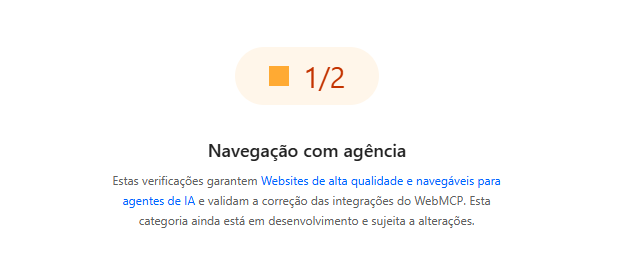 1/2
Navegação com agência
Estas verificações garantem Websites de alta qualidade e navegáveis para
agentes de IA e validam a correção das integrações do WebMCP. Esta
categoria ainda está em desenvolvimento e sujeita a alterações.